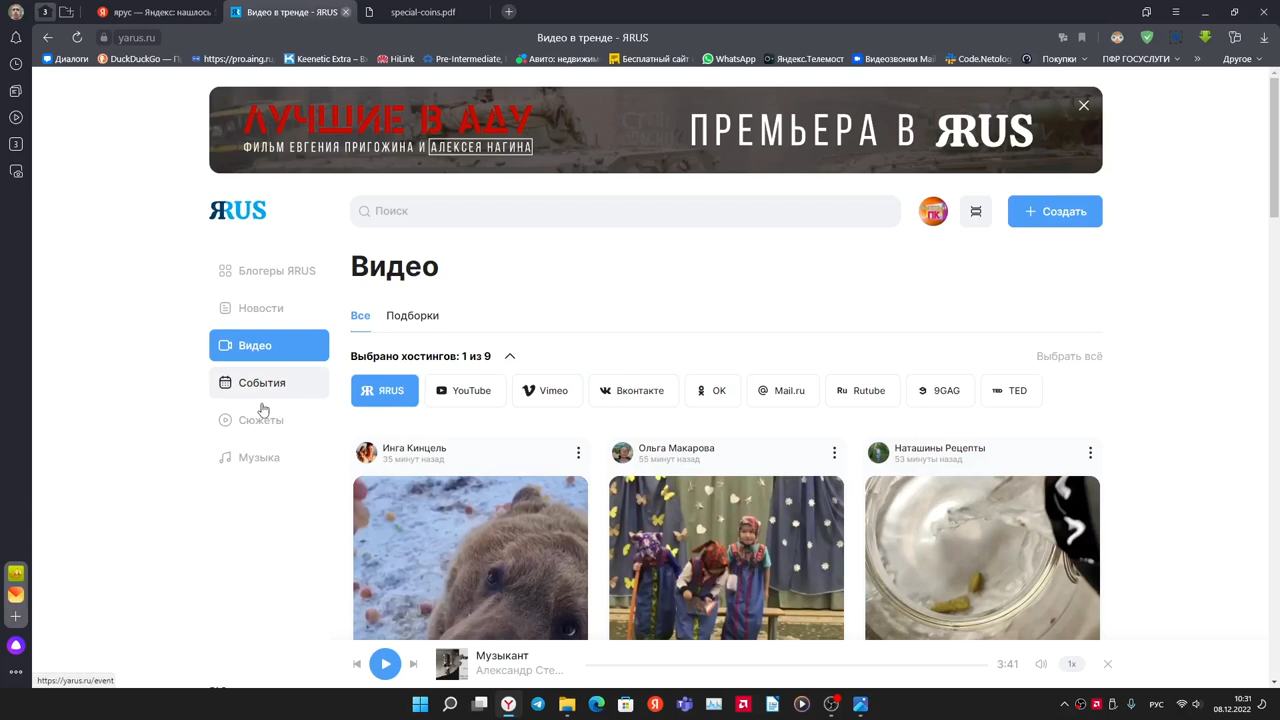 3
ярус — Яндекс: нашлось
Видео в тренде - ЯRUS
special-coins.pdf
yarus.ru
Видео в тренде - ЯRUS
Диалоги
DuckDuckGo — П
https://pro.aing.ru
Keenetic Extra – В
HiLink
Pre-Intermediate,
Авито: недвижим
Бесплатный сайт
WhatsApp
Яндекс.Телемост
Видеозвонки Mail
Code.Netolog
Покупки
ПФР ГОСУСЛУГИ
Другое
ЛУЧШИЕ В АДУ
ФИЛЬМ ЕВГЕНИЯ ПРИГОЖИНА И АЛЕКСЕЯ НАГИНА
ПРЕМЬЕРА В ЯRUS
ЯRUS
Поиск
Создать
Блогеры ЯRUS
Новости
Видео
События
Сюжеты
Музыка
Видео
Все
Подборки
Выбрано хостингов: 1 из 9
Выбрать всё
ЯRUS
YouTube
Vimeo
Вконтакте
OK
Mail.ru
Ru Rutube
9GAG
TED TED
Инга Кинцель
35 минут назад
Ольга Макарова
55 минут назад
Наташины Рецепты
53 минуты назад
Музыкант
Александр Сте...
3:41
1x
https://yarus.ru/event
РУС
10:31
08.12.2022